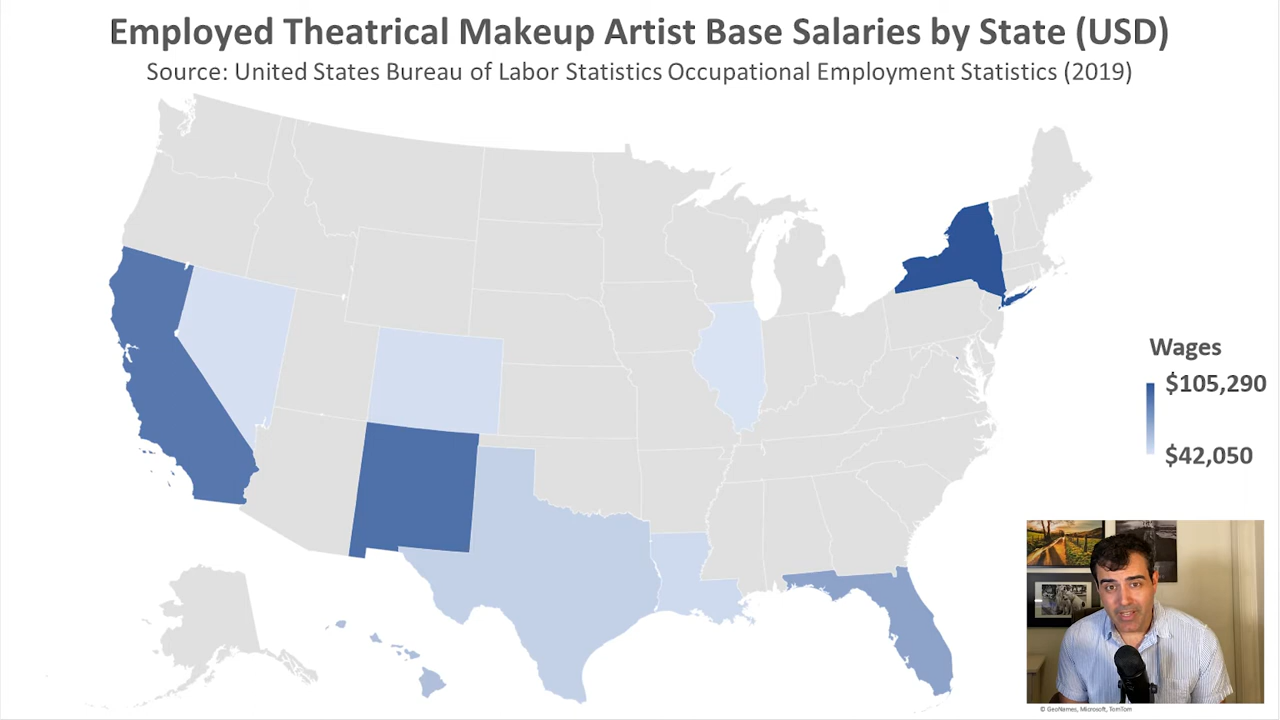 Employed Theatrical Makeup Artist Base Salaries by State (USD)
Source: United States Bureau of Labor Statistics Occupational Employment Statistics (2019)
Wages
$105,290
$42,050
© GeoNames, Microsoft, TomTom